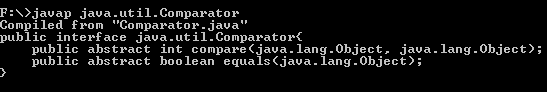 F:\>javap java.util.Comparator
Compiled from "Comparator.java"
public interface java.util.Comparator{
    public abstract int compare(java.lang.Object, java.lang.Object);
    public abstract boolean equals(java.lang.Object);
}